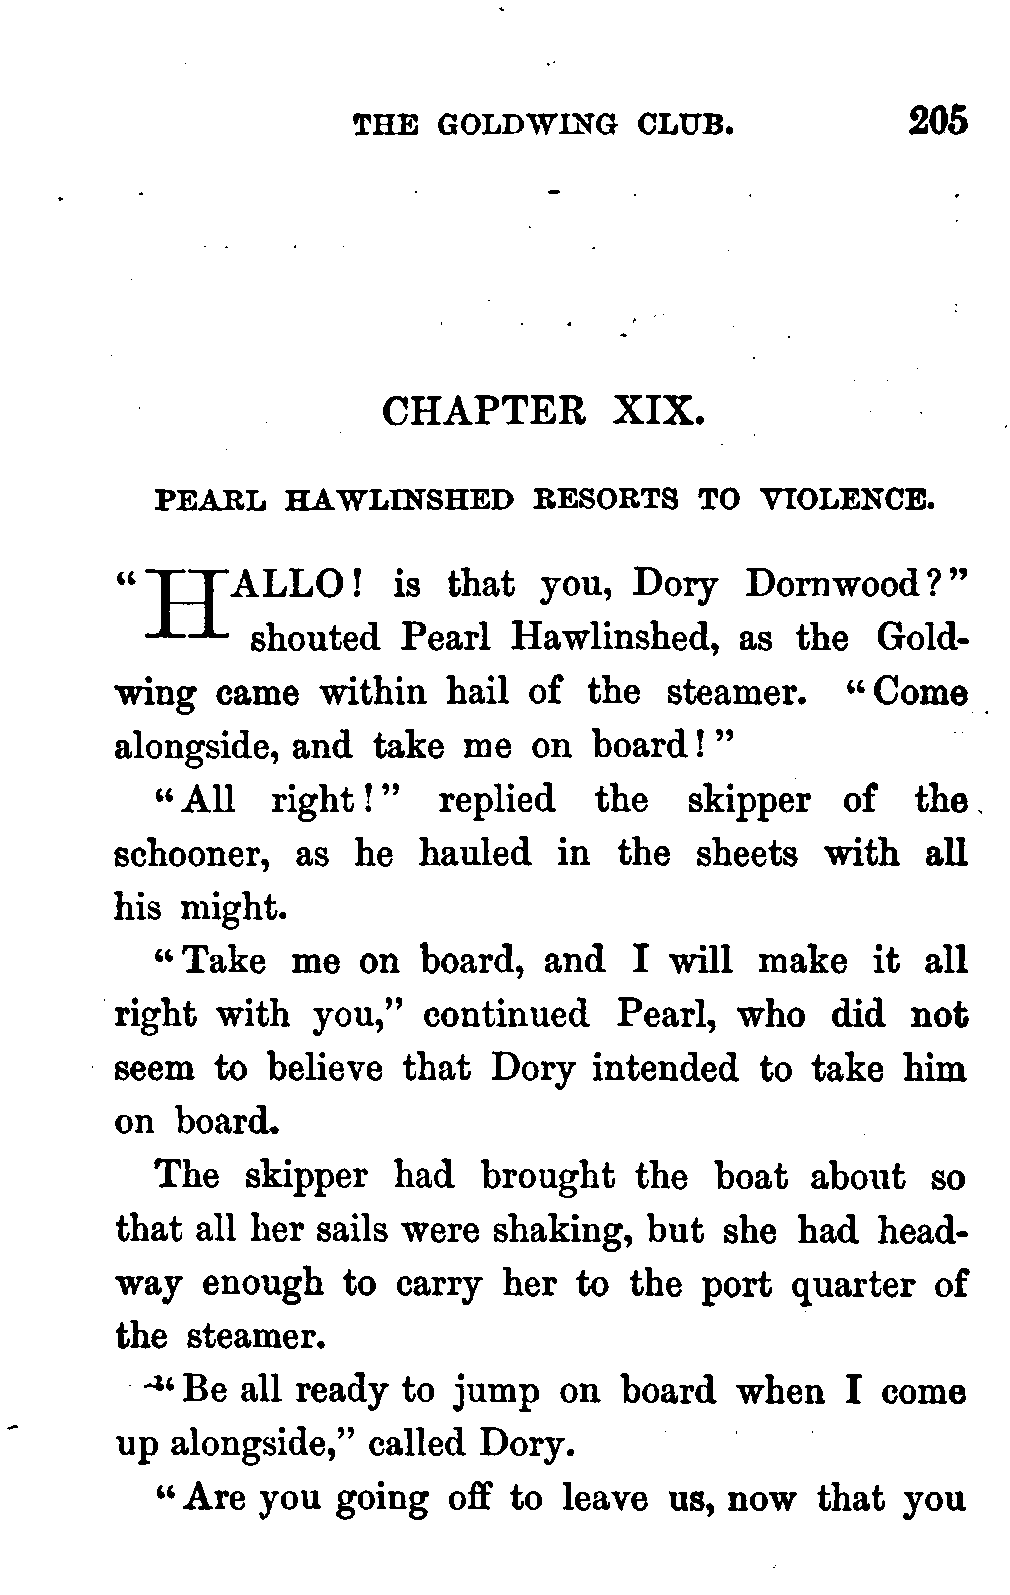 THE GOLDWING CLUB. 205
CHAPTER XIX.
PEARL HAWLINSHED RESORTS TO VIOLENCE.
"HALLO! is that you, Dory Dornwood?"
shouted Pearl Hawlinshed, as the Gold-
wing came within hail of the steamer. "Come
alongside, and take me on board!"
"All right!" replied the skipper of the
schooner, as he hauled in the sheets with all
his might.
"Take me on board, and I will make it all
right with you," continued Pearl, who did not
seem to believe that Dory intended to take him
on board.
The skipper had brought the boat about so
that all her sails were shaking, but she had head-
way enough to carry her to the port quarter of
the steamer.
"Be all ready to jump on board when I come
up alongside," called Dory.
"Are you going off to leave us, now that you